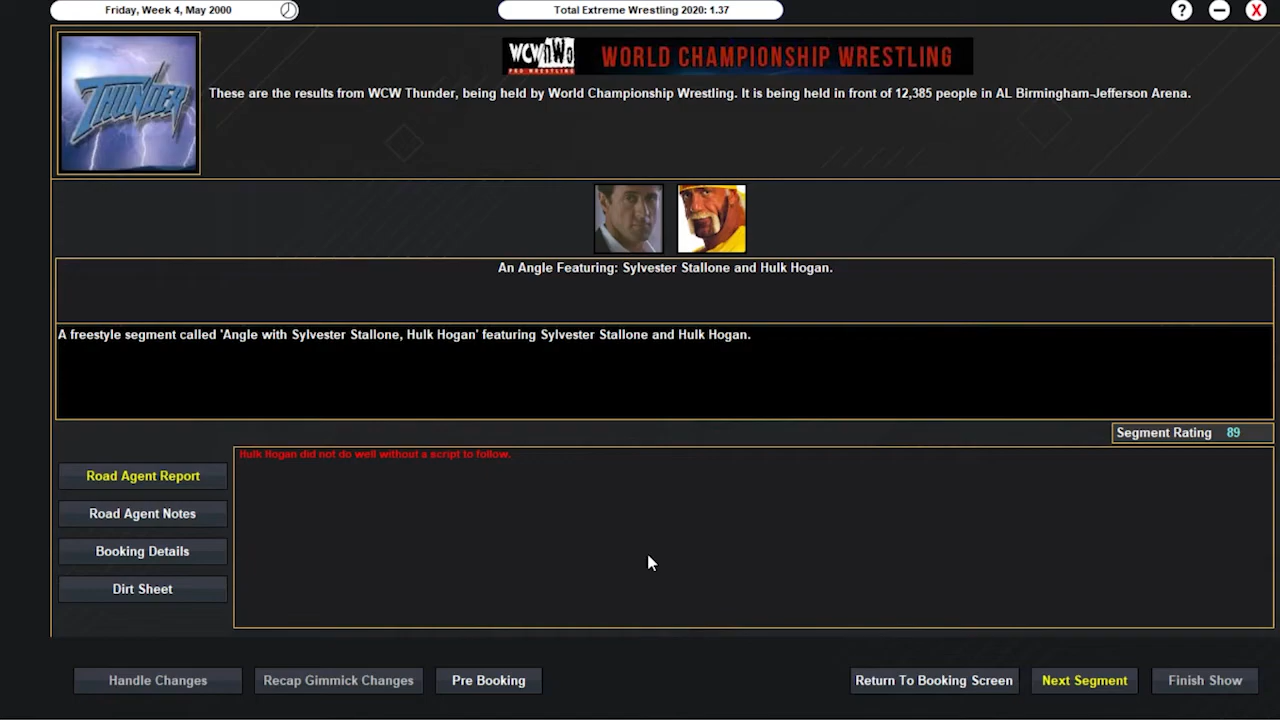 Friday, Week 4, May 2000
Total Extreme Wrestling 2020: 1.37
?
X
THUNDER
WCW nWo
PRO WRESTLING
WORLD CHAMPIONSHIP WRESTLING
These are the results from WCW Thunder, being held by World Championship Wrestling. It is being held in front of 12,385 people in AL Birmingham-Jefferson Arena.
An Angle Featuring: Sylvester Stallone and Hulk Hogan.
A freestyle segment called 'Angle with Sylvester Stallone, Hulk Hogan' featuring Sylvester Stallone and Hulk Hogan.
Segment Rating 89
Hulk Hogan did not do well without a script to follow.
Road Agent Report
Road Agent Notes
Booking Details
Dirt Sheet
Handle Changes
Recap Gimmick Changes
Pre Booking
Return To Booking Screen
Next Segment
Finish Show